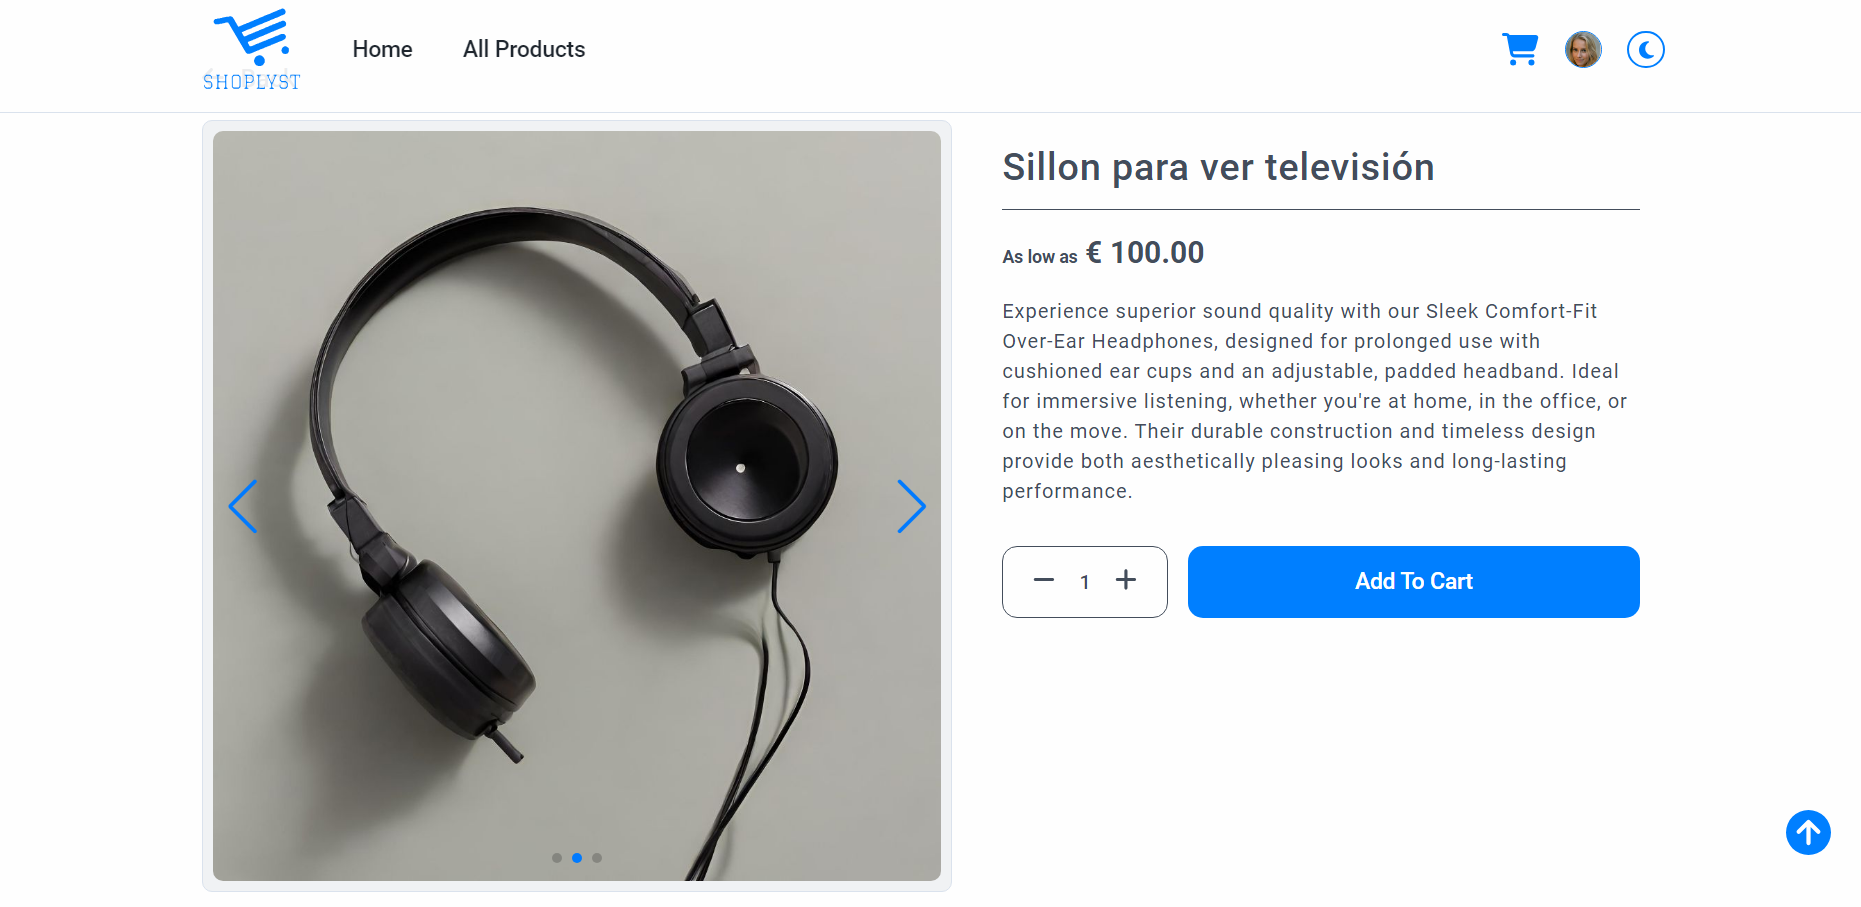 SHOPLYST
Home
All Products
Sillon para ver televisión
As low as € 100.00
Experience superior sound quality with our Sleek Comfort-Fit
Over-Ear Headphones, designed for prolonged use with
cushioned ear cups and an adjustable, padded headband. Ideal
for immersive listening, whether you're at home, in the office, or
on the move. Their durable construction and timeless design
provide both aesthetically pleasing looks and long-lasting
performance.
1
Add To Cart